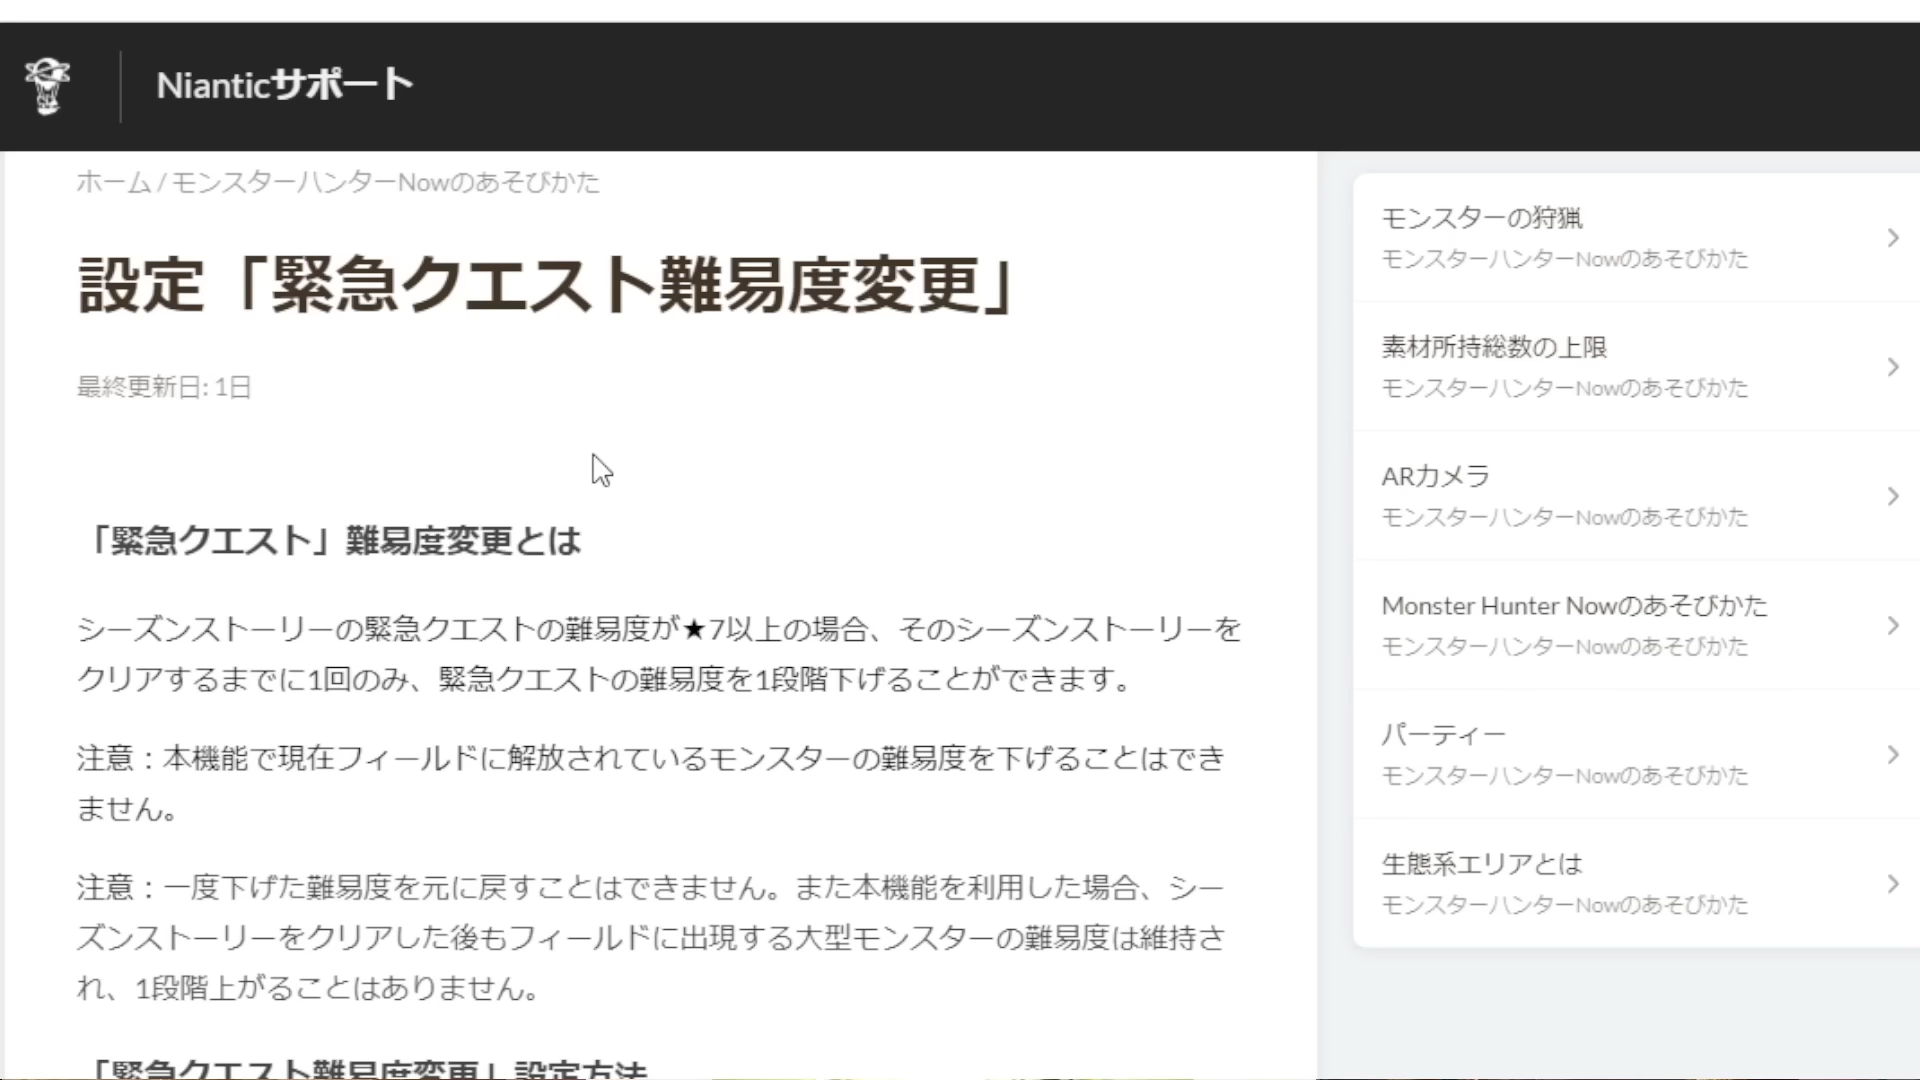 Nianticサポート
ホーム / モンスターハンターNowのあそびかた
設定「緊急クエスト難易度変更」
最終更新日: 1日
「緊急クエスト」難易度変更とは
シーズンストーリーの緊急クエストの難易度が★7以上の場合、そのシーズンストーリーを
クリアするまでに1回のみ、緊急クエストの難易度を1段階下げることができます。
注意：本機能で現在フィールドに解放されているモンスターの難易度を下げることはでき
ません。
注意：一度下げた難易度を元に戻すことはできません。また本機能を利用した場合、シー
ズンストーリーをクリアした後もフィールドに出現する大型モンスターの難易度は維持さ
れ、1段階上がることはありません。
「緊急クエスト難易度変更」設定方法
モンスターの狩猟
モンスターハンターNowのあそびかた
素材所持総数の上限
モンスターハンターNowのあそびかた
ARカメラ
モンスターハンターNowのあそびかた
Monster Hunter Nowのあそびかた
モンスターハンターNowのあそびかた
パーティー
モンスターハンターNowのあそびかた
生態系エリアとは
モンスターハンターNowのあそびかた